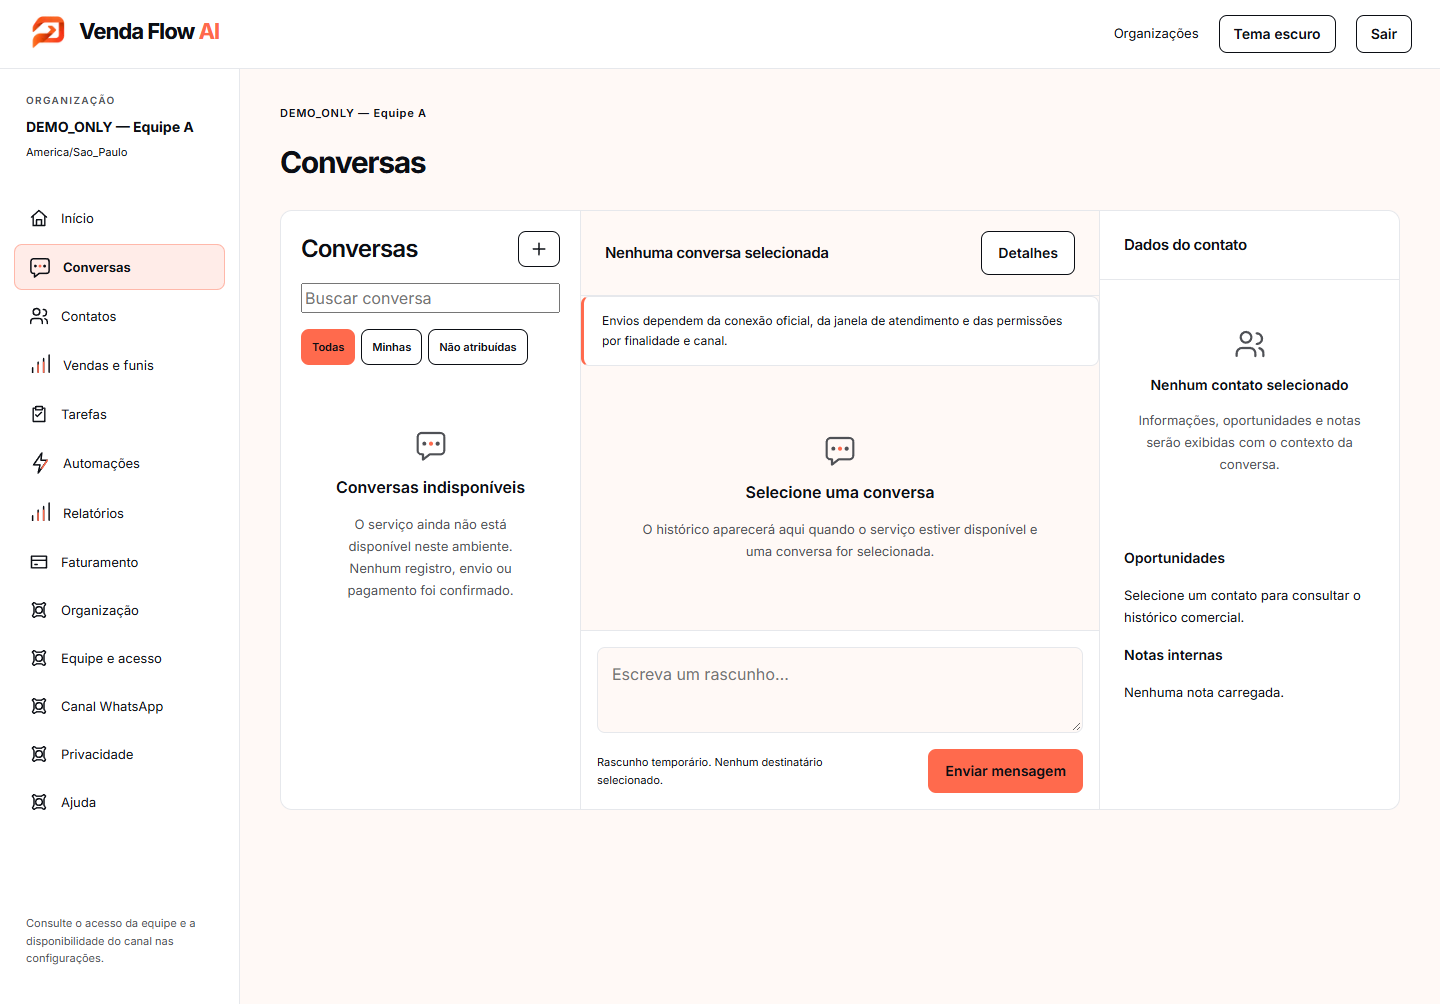 Venda Flow AI
Organizações
Tema escuro
Sair
ORGANIZAÇÃO
DEMO_ONLY — Equipe A
America/Sao_Paulo
Início
Conversas
Contatos
Vendas e funis
Tarefas
Automações
Relatórios
Faturamento
Organização
Equipe e acesso
Canal WhatsApp
Privacidade
Ajuda
Consulte o acesso da equipe e a
disponibilidade do canal nas
configurações.
DEMO_ONLY — Equipe A
Conversas
Conversas
+
Buscar conversa
Todas
Minhas
Não atribuídas
Conversas indisponíveis
O serviço ainda não está
disponível neste ambiente.
Nenhum registro, envio ou
pagamento foi confirmado.
Nenhuma conversa selecionada
Detalhes
Envios dependem da conexão oficial, da janela de atendimento e das permissões
por finalidade e canal.
Selecione uma conversa
O histórico aparecerá aqui quando o serviço estiver disponível e
uma conversa for selecionada.
Escreva um rascunho...
Rascunho temporário. Nenhum destinatário
selecionado.
Enviar mensagem
Dados do contato
Nenhum contato selecionado
Informações, oportunidades e notas
serão exibidas com o contexto da
conversa.
Oportunidades
Selecione um contato para consultar o
histórico comercial.
Notas internas
Nenhuma nota carregada.